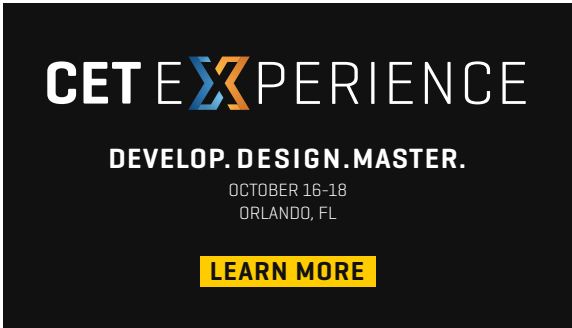 CET EXPERIENCE
DEVELOP. DESIGN.MASTER.
OCTOBER 16-18
ORLANDO, FL
LEARN MORE